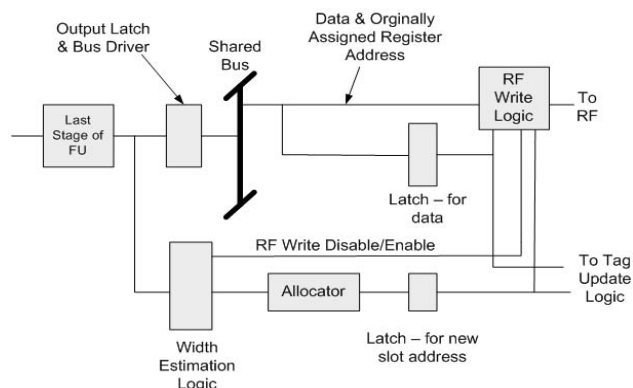 Output Latch
& Bus Driver
Shared
Bus
Data & Orginally
Assigned Register
Address
Last
Stage of
FU
RF
Write
Logic
To
RF
Latch – for
data
RF Write Disable/Enable
To Tag
Update
Logic
Allocator
Width
Estimation
Logic
Latch – for new
slot address